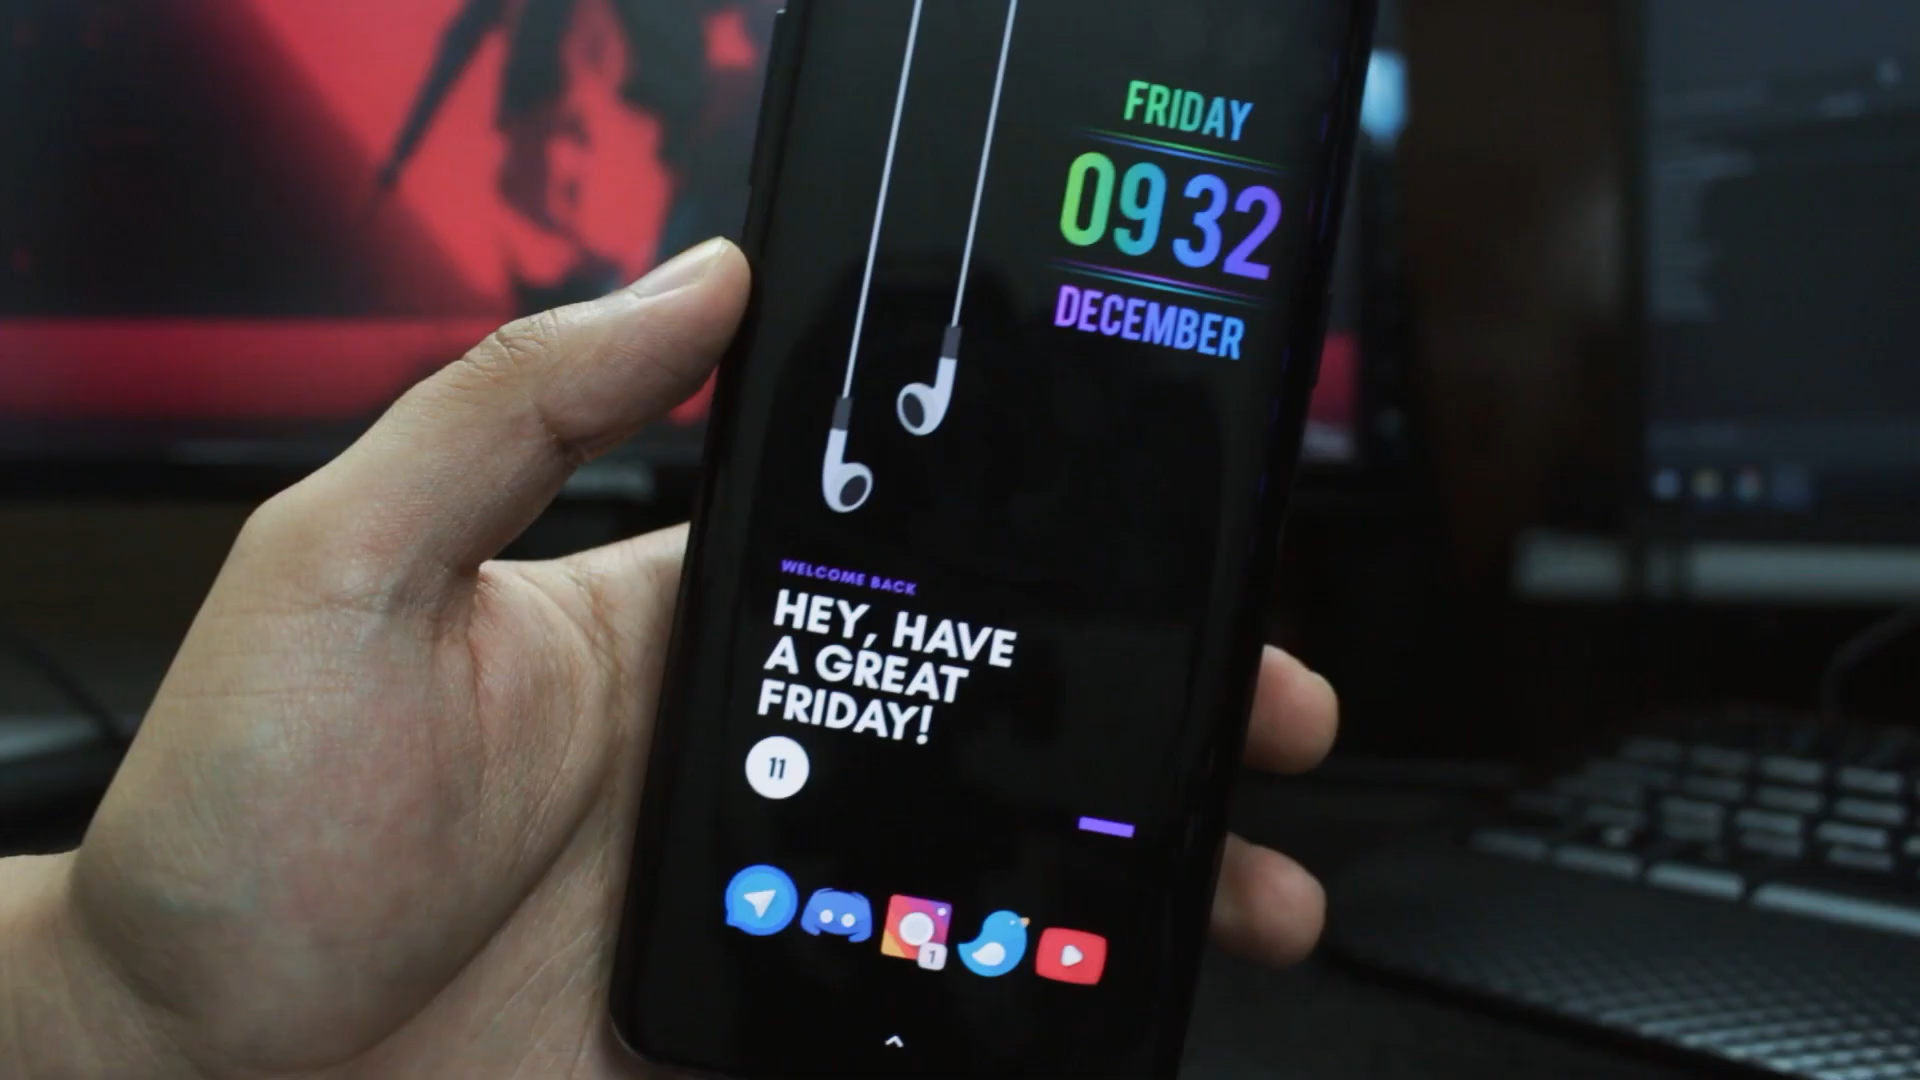 FRIDAY
09 32
DECEMBER
WELCOME BACK
HEY, HAVE
A GREAT
FRIDAY!
11
1